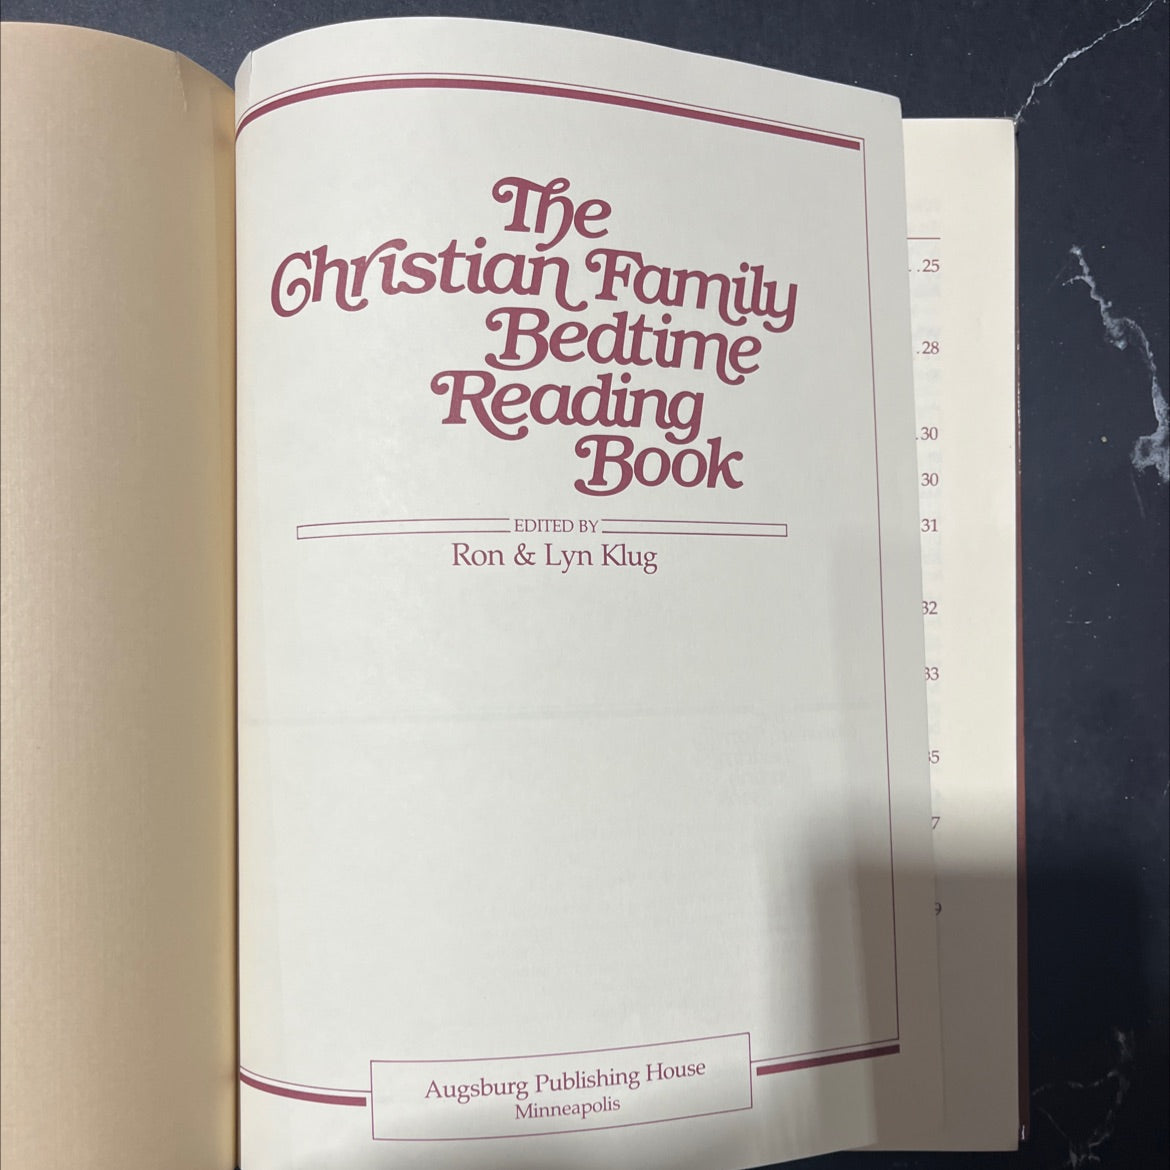 The
Christian Family
Bedtime
Reading
Book
EDITED BY
Ron & Lyn Klug
Augsburg Publishing House
Minneapolis
. .25
.28
.30
30
31
32
33